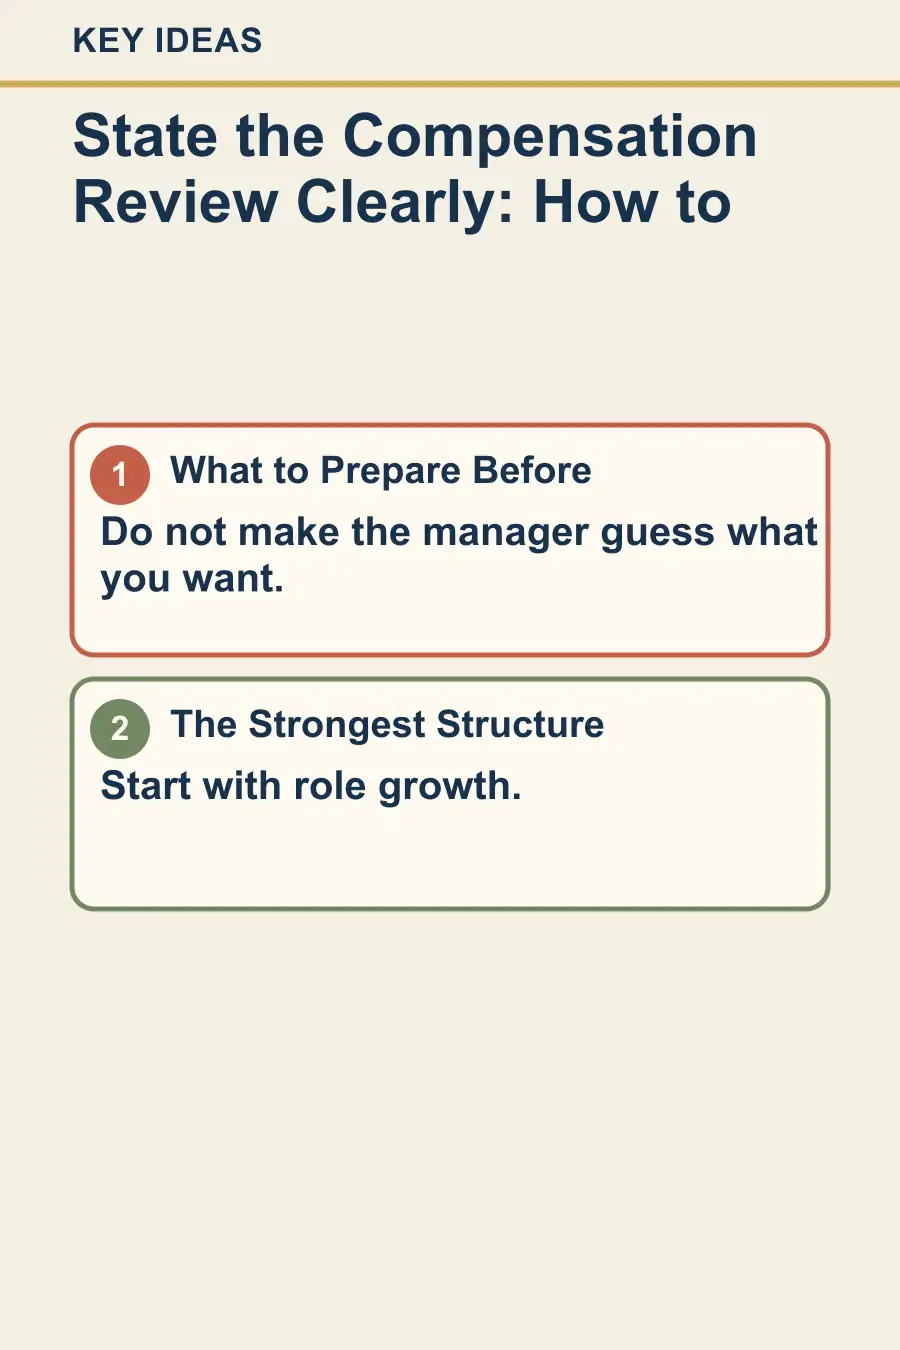 KEY IDEAS
State the Compensation
Review Clearly: How to
1 What to Prepare Before
Do not make the manager guess what
you want.
2 The Strongest Structure
Start with role growth.